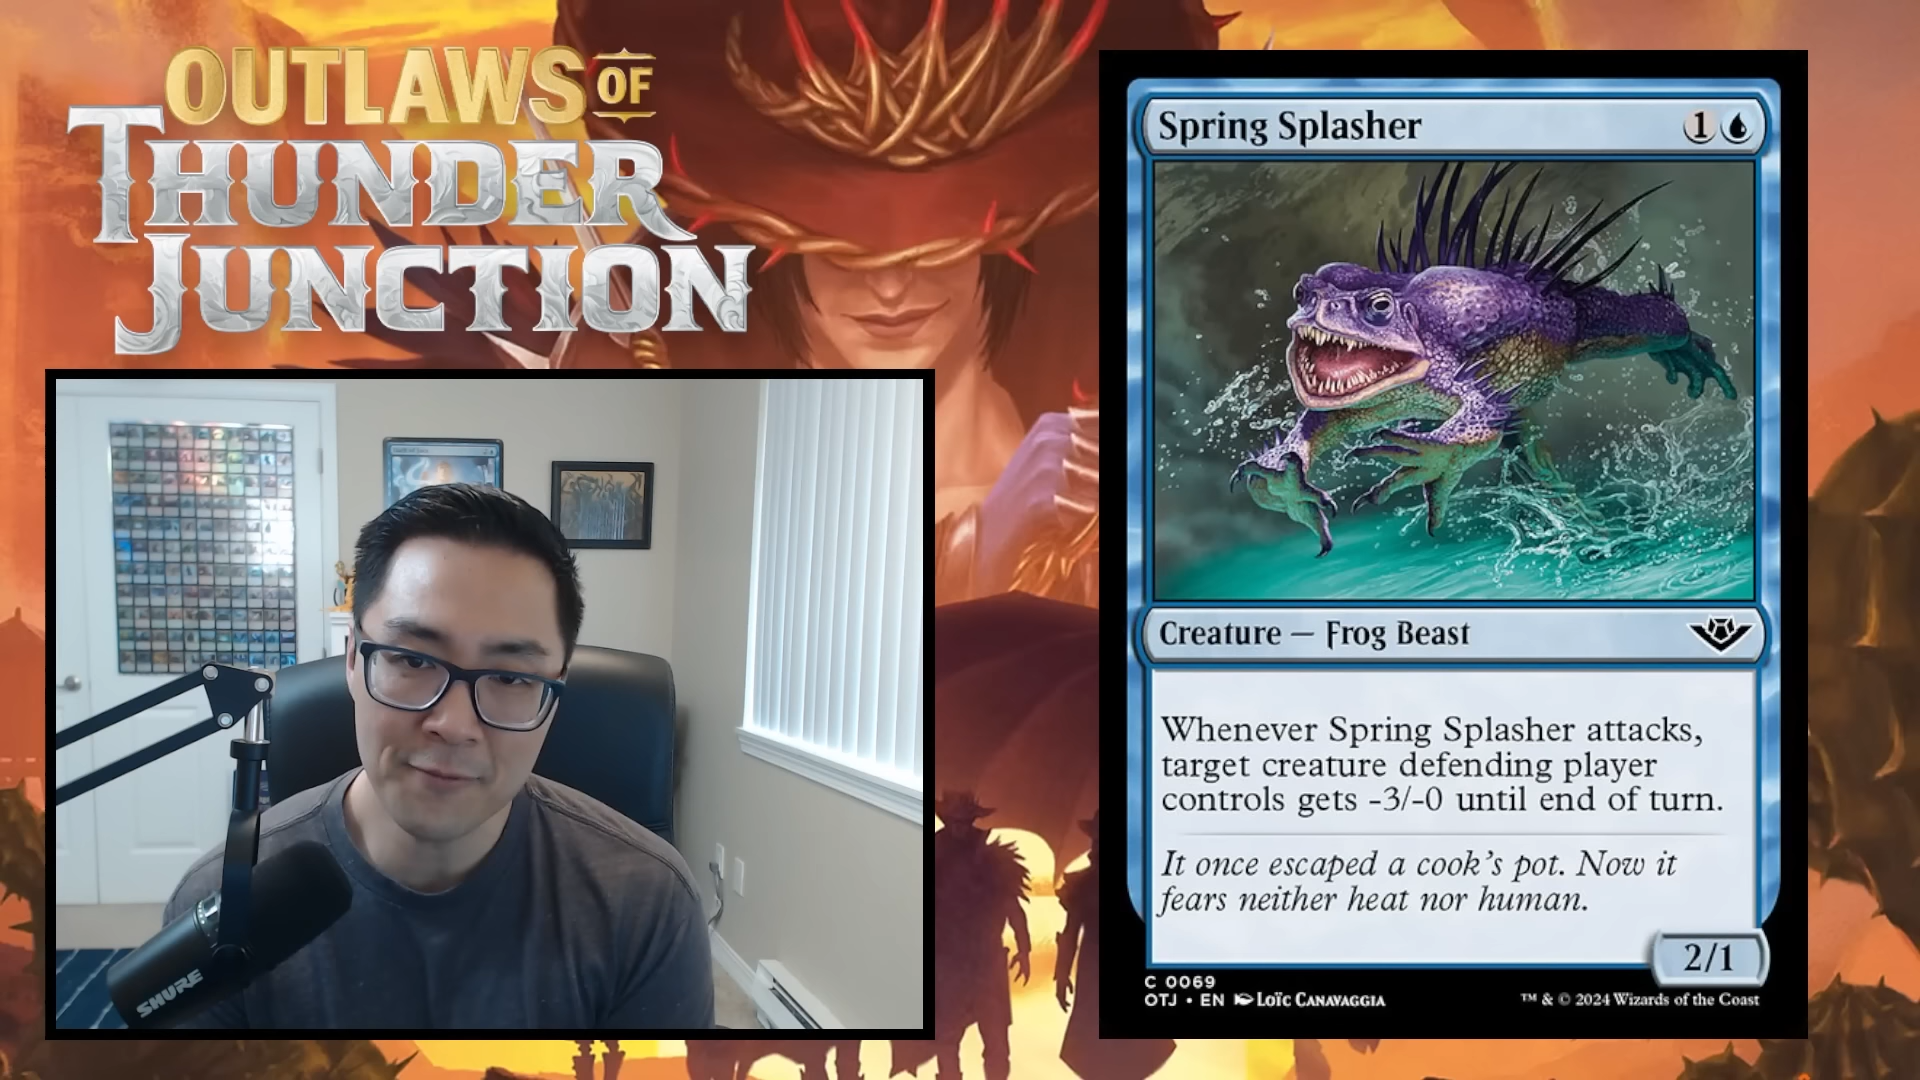 OUTLAWS OF
THUNDER
JUNCTION
SHURE
Spring Splasher 1
Creature — Frog Beast
Whenever Spring Splasher attacks,
target creature defending player
controls gets -3/-0 until end of turn.
It once escaped a cook's pot. Now it
fears neither heat nor human.
2/1
C 0069
OTJ • EN Loïc Canavaggia
™ & © 2024 Wizards of the Coast